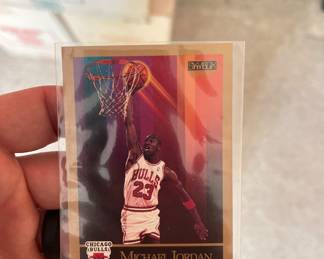 SKYBOX
BULLS
23
CHICAGO
BULLS
MICHAEL JORDAN